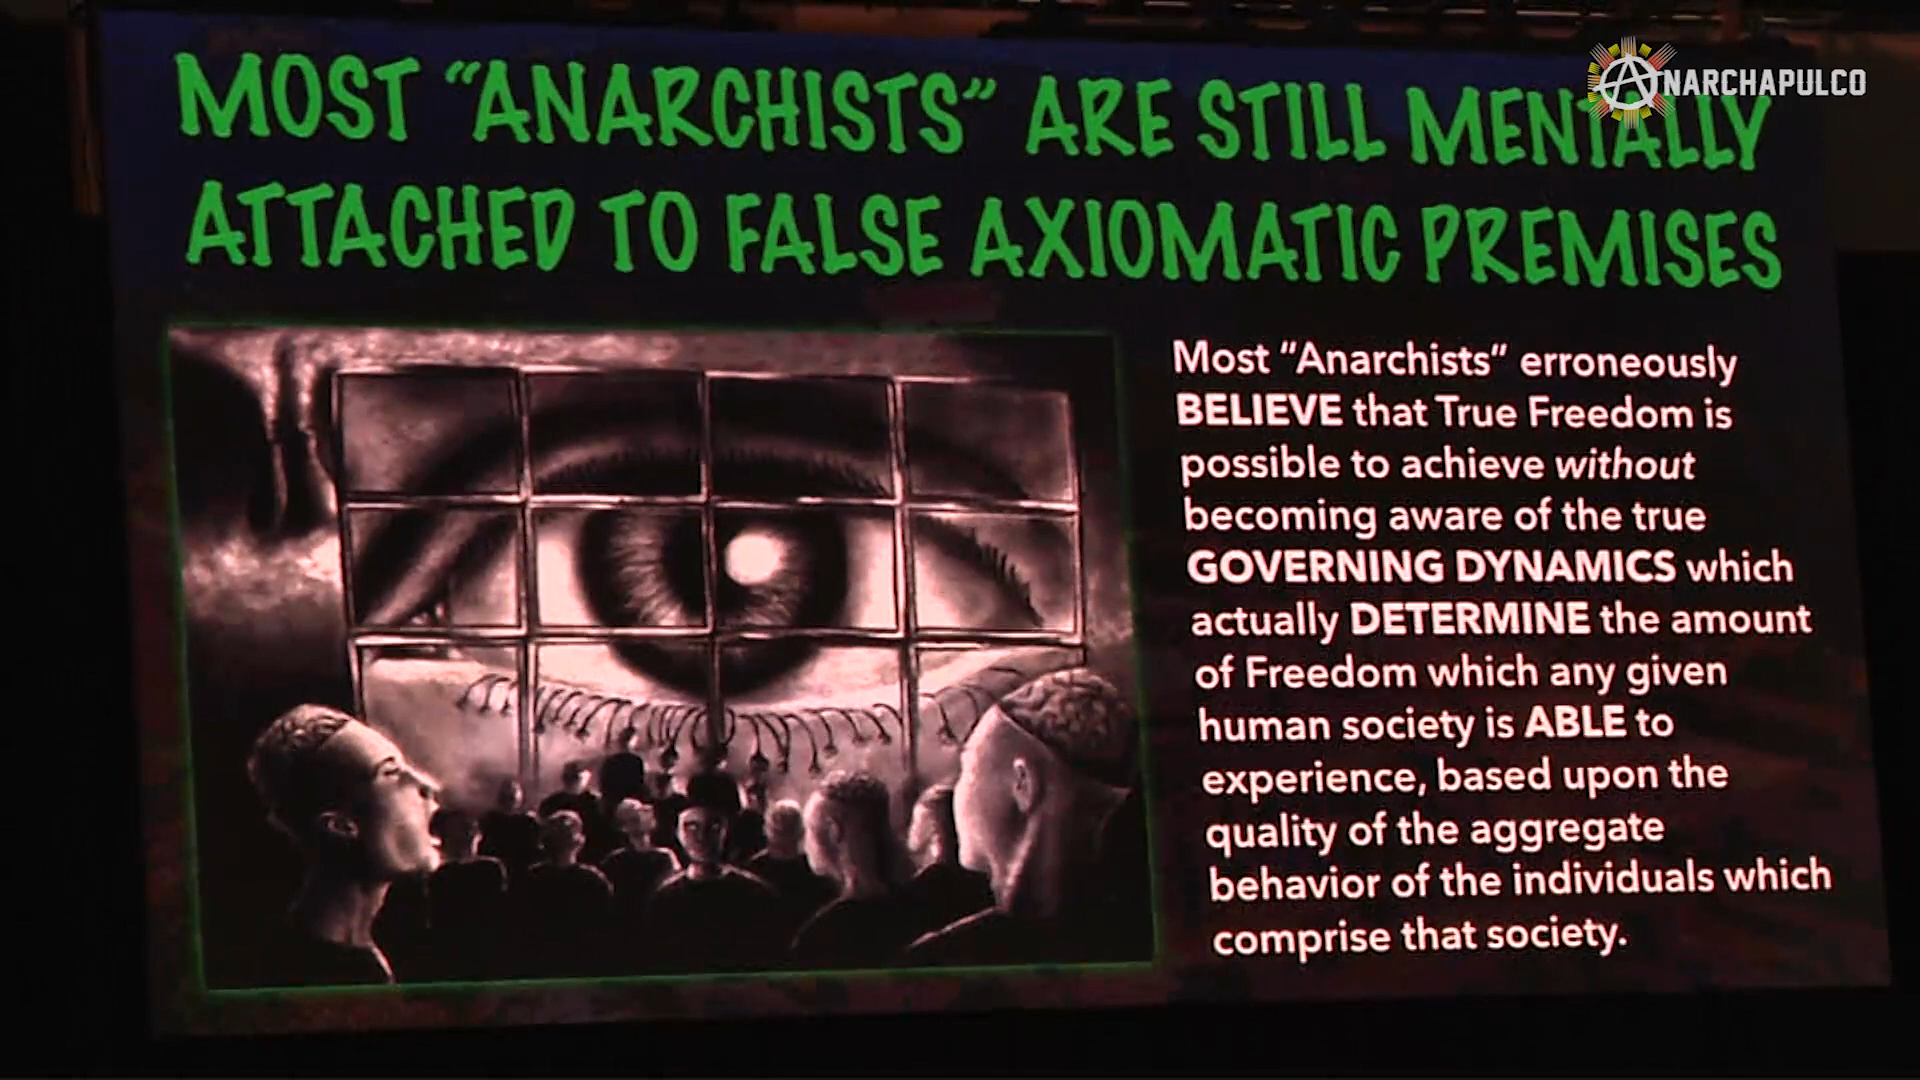 MOST “ANARCHISTS” ARE STILL MENTALLY
ATTACHED TO FALSE AXIOMATIC PREMISES
ANARCHAPULCO
Most “Anarchists” erroneously
BELIEVE that True Freedom is
possible to achieve without
becoming aware of the true
GOVERNING DYNAMICS which
actually DETERMINE the amount
of Freedom which any given
human society is ABLE to
experience, based upon the
quality of the aggregate
behavior of the individuals which
comprise that society.